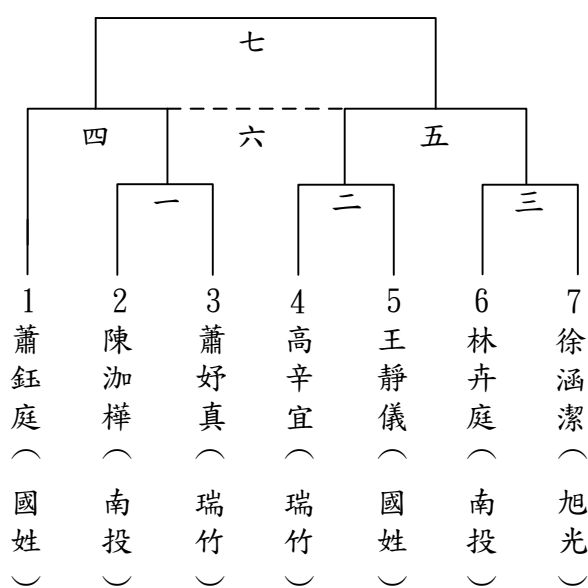 七
四
六
五
一
二
三
1 蕭鈺庭（國姓）
2 陳泇樺（南投）
3 蕭妤真（瑞竹）
4 高辛宜（瑞竹）
5 王靜儀（國姓）
6 林卉庭（南投）
7 徐涵潔（旭光）